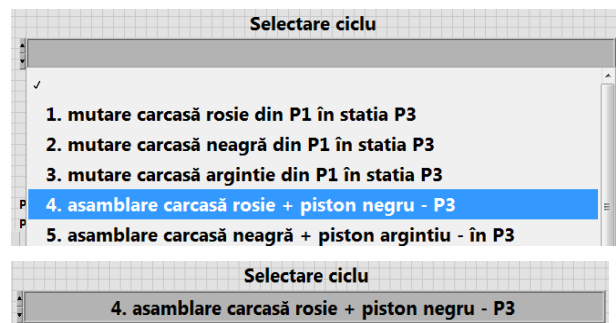 Selectare ciclu
✓
1. mutare carcasă rosie din P1 în statia P3
2. mutare carcasă neagră din P1 în statia P3
3. mutare carcasă argintie din P1 în statia P3
P
4. asamblare carcasă rosie + piston negru - P3
P
5. asamblare carcasă neagră + piston argintiu - în P3
Selectare ciclu
4. asamblare carcasă rosie + piston negru - P3